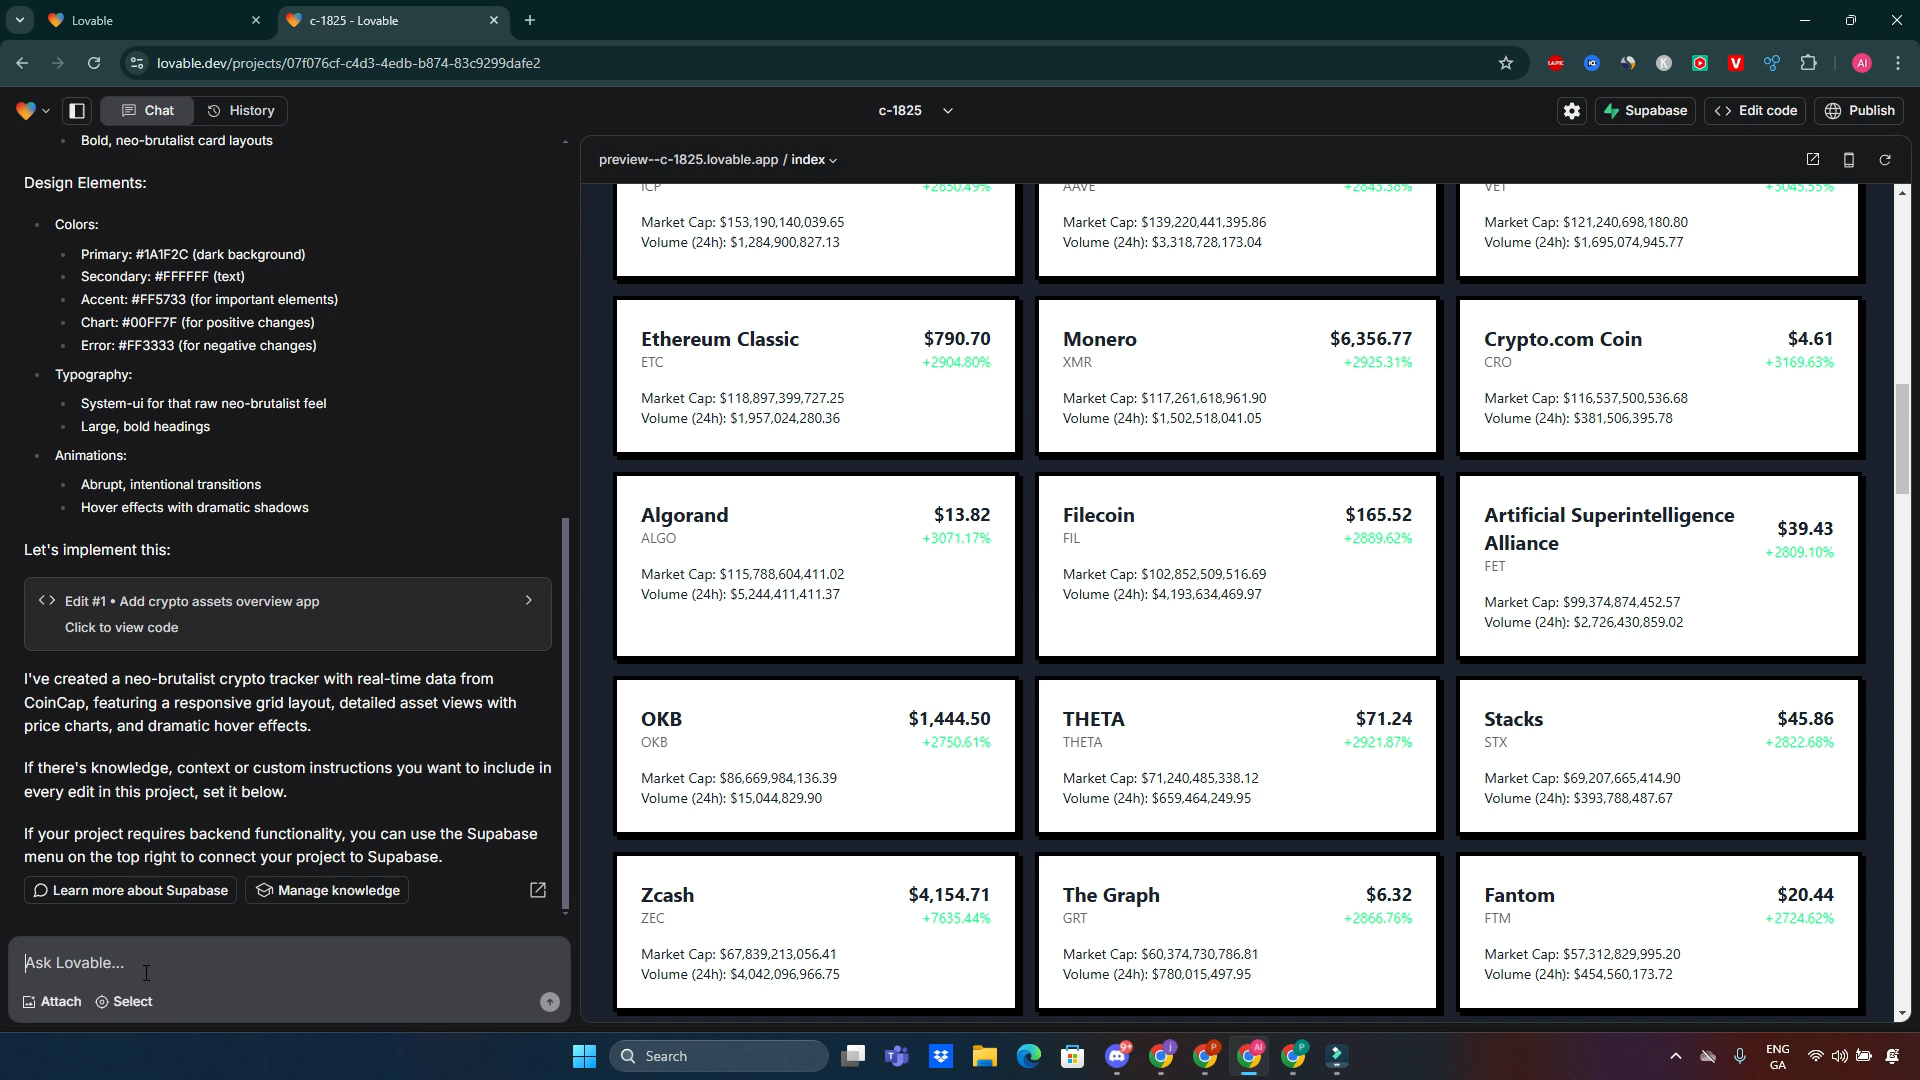 Lovable
c-1825 - Lovable
lovable.dev/projects/07f076cf-c4d3-4edb-b874-83c9299dafe2
Chat
History
c-1825
Supabase
Edit code
Publish
Bold, neo-brutalist card layouts
Design Elements:
Colors:
Primary: #1A1F2C (dark background)
Secondary: #FFFFFF (text)
Accent: #FF5733 (for important elements)
Chart: #00FF7F (for positive changes)
Error: #FF3333 (for negative changes)
Typography:
System-ui for that raw neo-brutalist feel
Large, bold headings
Animations:
Abrupt, intentional transitions
Hover effects with dramatic shadows
Let's implement this:
Edit #1 • Add crypto assets overview app
Click to view code
I've created a neo-brutalist crypto tracker with real-time data from
CoinCap, featuring a responsive grid layout, detailed asset views with
price charts, and dramatic hover effects.
If there's knowledge, context or custom instructions you want to include in
every edit in this project, set it below.
If your project requires backend functionality, you can use the Supabase
menu on the top right to connect your project to Supabase.
Learn more about Supabase
Manage knowledge
Ask Lovable...
Attach
Select
preview--c-1825.lovable.app / index
ICP +2850.49%
Market Cap: $153,190,140,039.65
Volume (24h): $1,284,900,827.13
AAVE +2843.38%
Market Cap: $139,220,441,395.86
Volume (24h): $3,318,728,173.04
VET +3045.55%
Market Cap: $121,240,698,180.80
Volume (24h): $1,695,074,945.77
Ethereum Classic $790.70
ETC +2904.80%
Market Cap: $118,897,399,727.25
Volume (24h): $1,957,024,280.36
Monero $6,356.77
XMR +2925.31%
Market Cap: $117,261,618,961.90
Volume (24h): $1,502,518,041.05
Crypto.com Coin $4.61
CRO +3169.63%
Market Cap: $116,537,500,536.68
Volume (24h): $381,506,395.78
Algorand $13.82
ALGO +3071.17%
Market Cap: $115,788,604,411.02
Volume (24h): $5,244,411,411.37
Filecoin $165.52
FIL +2889.62%
Market Cap: $102,852,509,516.69
Volume (24h): $4,193,634,469.97
Artificial Superintelligence
Alliance
$39.43
+2809.10%
FET
Market Cap: $99,374,874,452.57
Volume (24h): $2,726,430,859.02
OKB $1,444.50
OKB +2750.61%
Market Cap: $86,669,984,136.39
Volume (24h): $15,044,829.90
THETA $71.24
THETA +2921.87%
Market Cap: $71,240,485,338.12
Volume (24h): $659,464,249.95
Stacks $45.86
STX +2822.68%
Market Cap: $69,207,665,414.90
Volume (24h): $393,788,487.67
Zcash $4,154.71
ZEC +7635.44%
Market Cap: $67,839,213,056.41
Volume (24h): $4,042,096,966.75
The Graph $6.32
GRT +2866.76%
Market Cap: $60,374,730,786.81
Volume (24h): $780,015,497.95
Fantom $20.44
FTM +2724.62%
Market Cap: $57,312,829,995.20
Volume (24h): $454,560,173.72
Search
ENG
GA